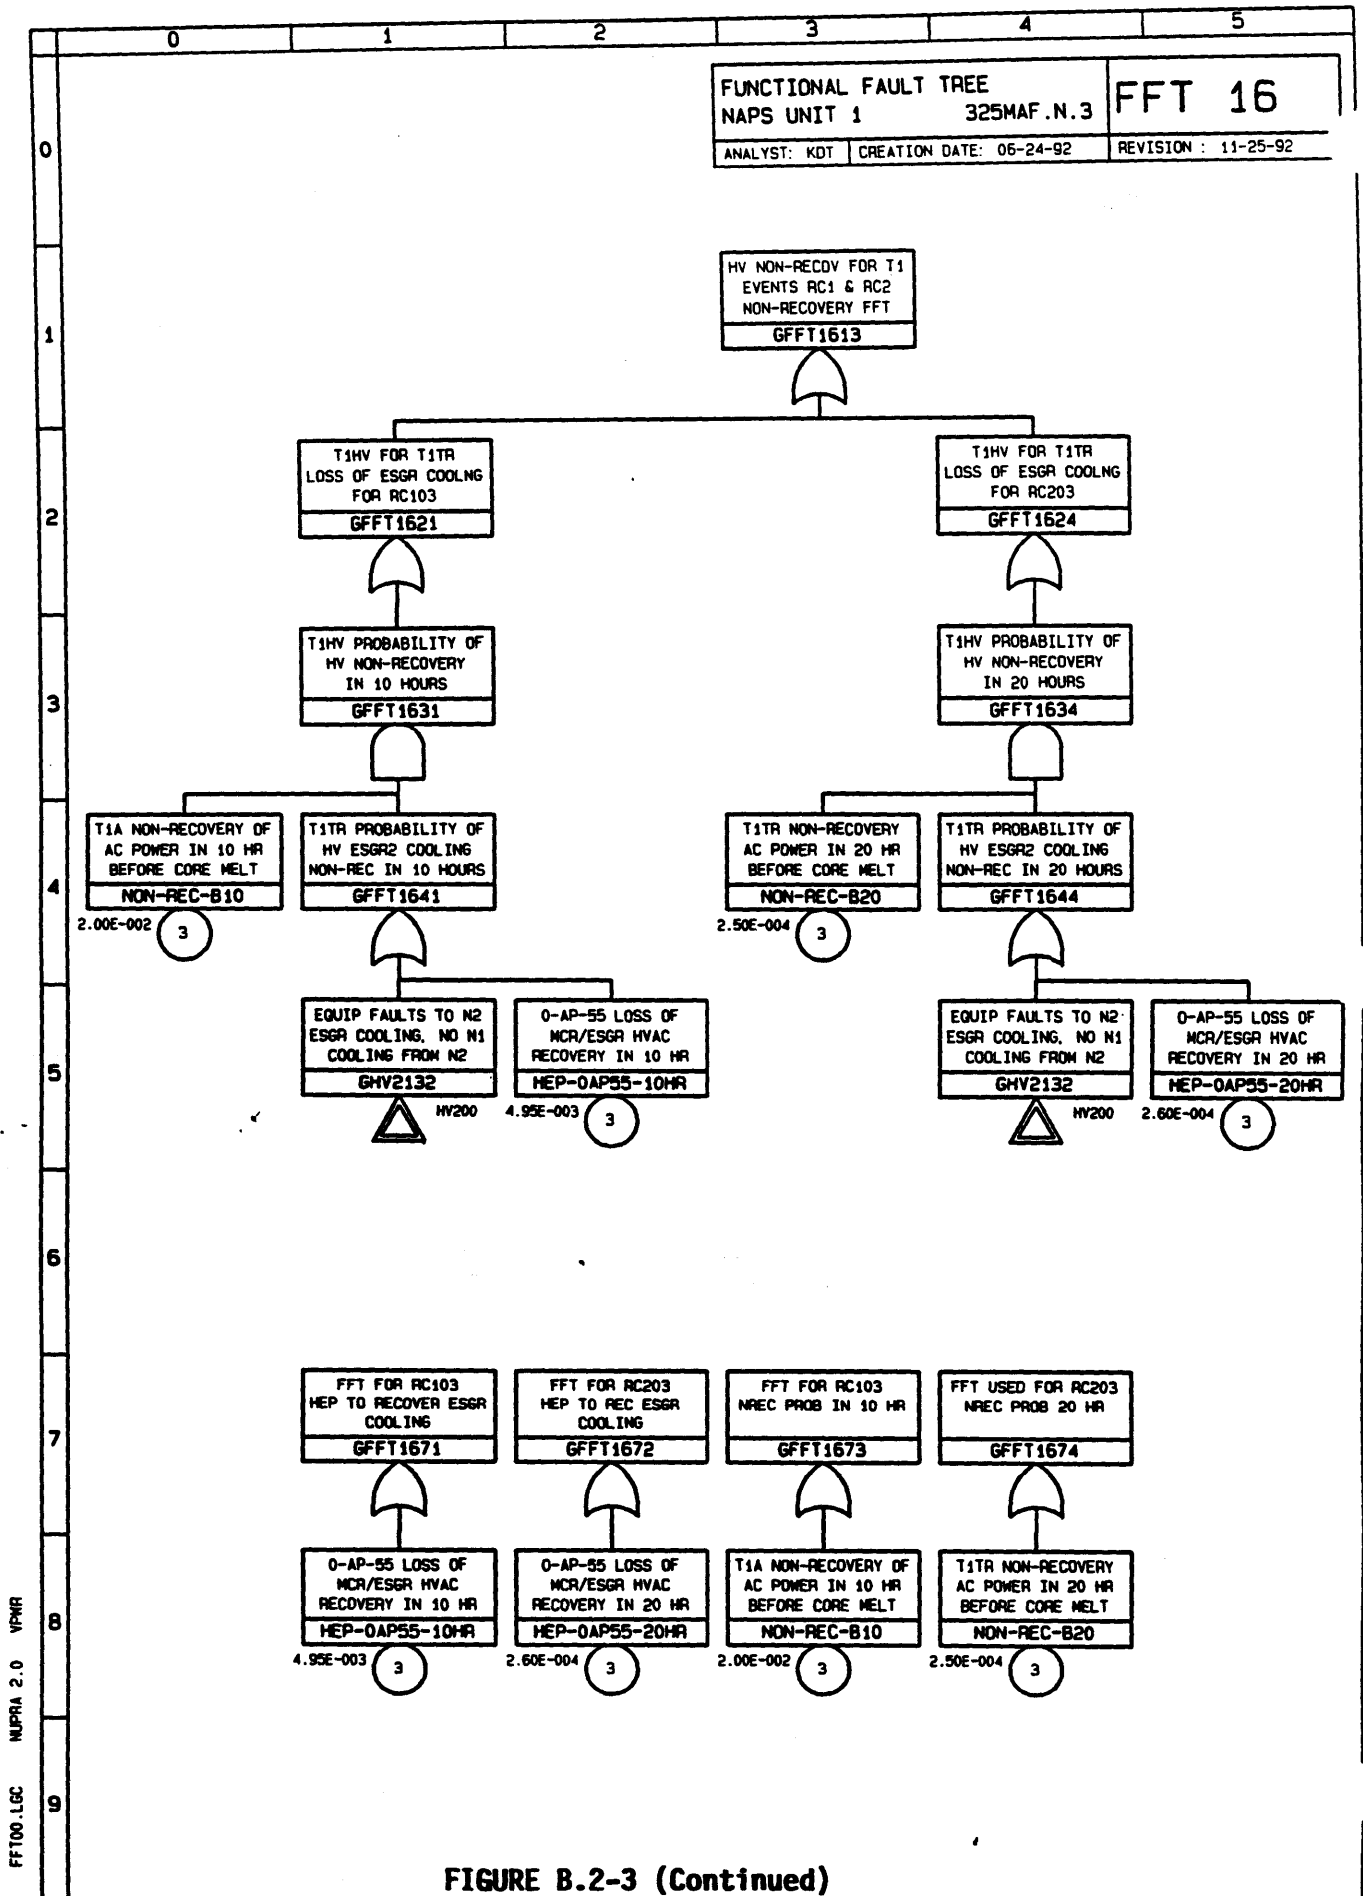 0 1 2 3 4 5
FUNCTIONAL FAULT TREE
NAPS UNIT 1 325MAF.N.3
FFT 16
ANALYST: KDT CREATION DATE: 06-24-92 REVISION : 11-25-92
0
HV NON-RECOV FOR T1
EVENTS RC1 & RC2
NON-RECOVERY FFT
GFFT1613
1
T1HV FOR T1TR
LOSS OF ESGR COOLNG
FOR RC103
GFFT1621
T1HV FOR T1TR
LOSS OF ESGR COOLNG
FOR RC203
GFFT1624
2
T1HV PROBABILITY OF
HV NON-RECOVERY
IN 10 HOURS
GFFT1631
T1HV PROBABILITY OF
HV NON-RECOVERY
IN 20 HOURS
GFFT1634
3
T1A NON-RECOVERY OF
AC POWER IN 10 HR
BEFORE CORE MELT
NON-REC-B10
2.00E-002
3
T1TR PROBABILITY OF
HV ESGR2 COOLING
NON-REC IN 10 HOURS
GFFT1641
T1TR NON-RECOVERY
AC POWER IN 20 HR
BEFORE CORE MELT
NON-REC-B20
2.50E-004
3
T1TR PROBABILITY OF
HV ESGR2 COOLING
NON-REC IN 20 HOURS
GFFT1644
4
EQUIP FAULTS TO N2
ESGR COOLING, NO N1
COOLING FROM N2
GHV2132
HV200
0-AP-55 LOSS OF
MCR/ESGR HVAC
RECOVERY IN 10 HR
HEP-0AP55-10HR
4.95E-003
3
EQUIP FAULTS TO N2
ESGR COOLING, NO N1
COOLING FROM N2
GHV2132
HV200
0-AP-55 LOSS OF
MCR/ESGR HVAC
RECOVERY IN 20 HR
HEP-0AP55-20HR
2.60E-004
3
5
6
FFT FOR RC103
HEP TO RECOVER ESGR
COOLING
GFFT1671
FFT FOR RC203
HEP TO REC ESGR
COOLING
GFFT1672
FFT FOR RC103
NREC PROB IN 10 HR
GFFT1673
FFT USED FOR RC203
NREC PROB 20 HR
GFFT1674
7
0-AP-55 LOSS OF
MCR/ESGR HVAC
RECOVERY IN 10 HR
HEP-0AP55-10HR
4.95E-003
3
0-AP-55 LOSS OF
MCR/ESGR HVAC
RECOVERY IN 20 HR
HEP-0AP55-20HR
2.60E-004
3
T1A NON-RECOVERY OF
AC POWER IN 10 HR
BEFORE CORE MELT
NON-REC-B10
2.00E-002
3
T1TR NON-RECOVERY
AC POWER IN 20 HR
BEFORE CORE MELT
NON-REC-B20
2.50E-004
3
8
9
FFT00.LGC NUPRA 2.0 VPWR
FIGURE B.2-3 (Continued)